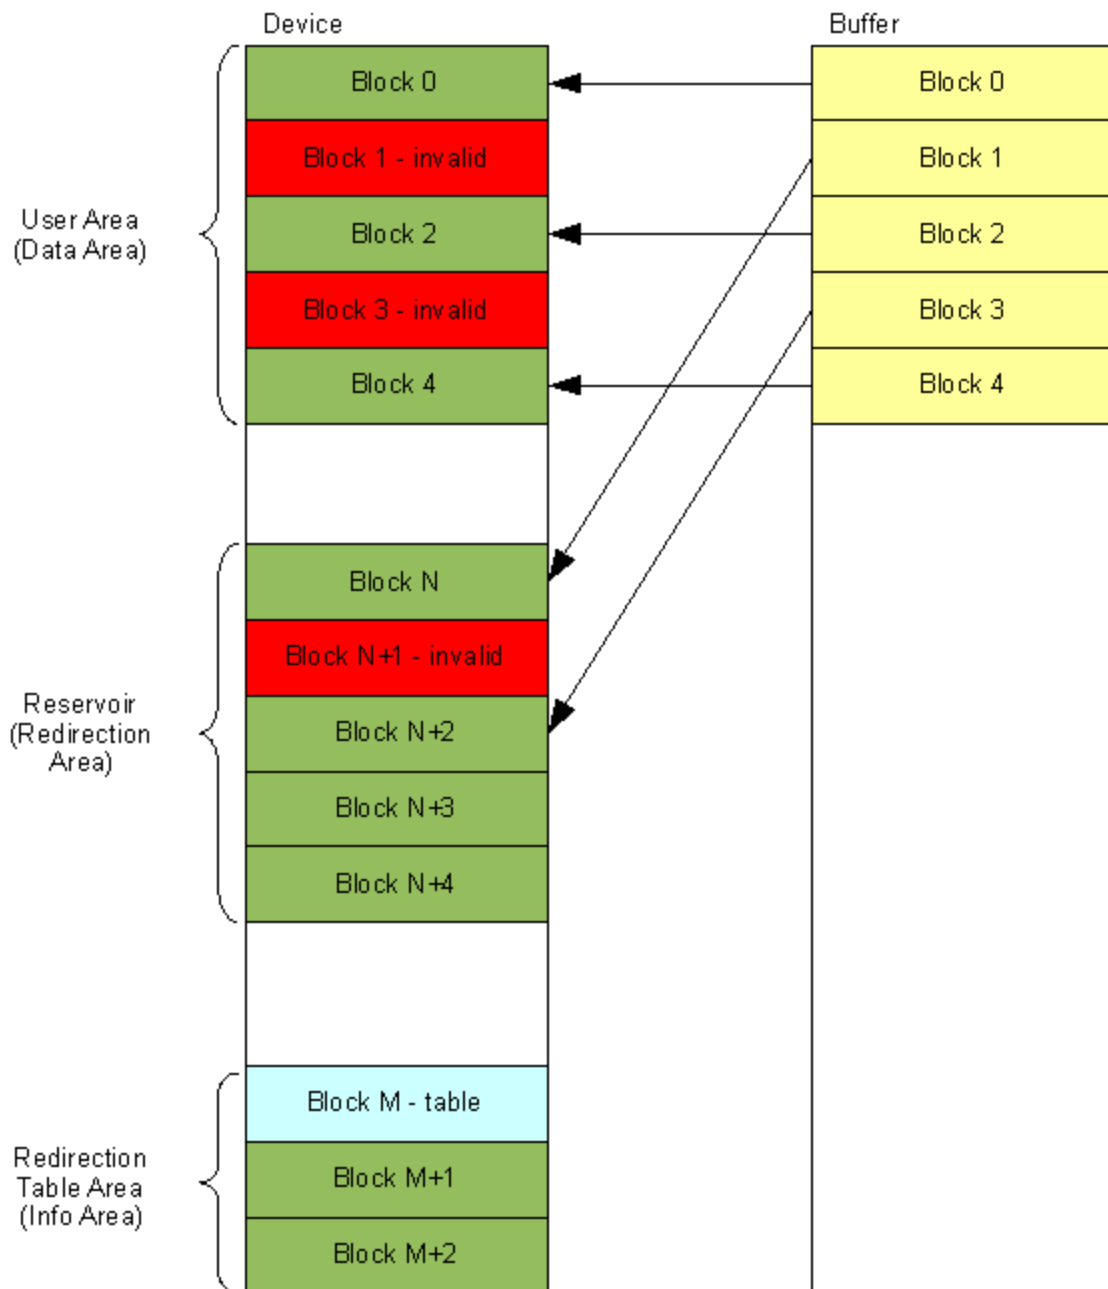 Device
Buffer
Block 0
Block 0
Block 1 - invalid
Block 1
User Area
(Data Area)
Block 2
Block 2
Block 3 - invalid
Block 3
Block 4
Block 4
Block N
Block N+1 - invalid
Reservoir
(Redirection
Area)
Block N+2
Block N+3
Block N+4
Block M - table
Redirection
Table Area
(Info Area)
Block M+1
Block M+2